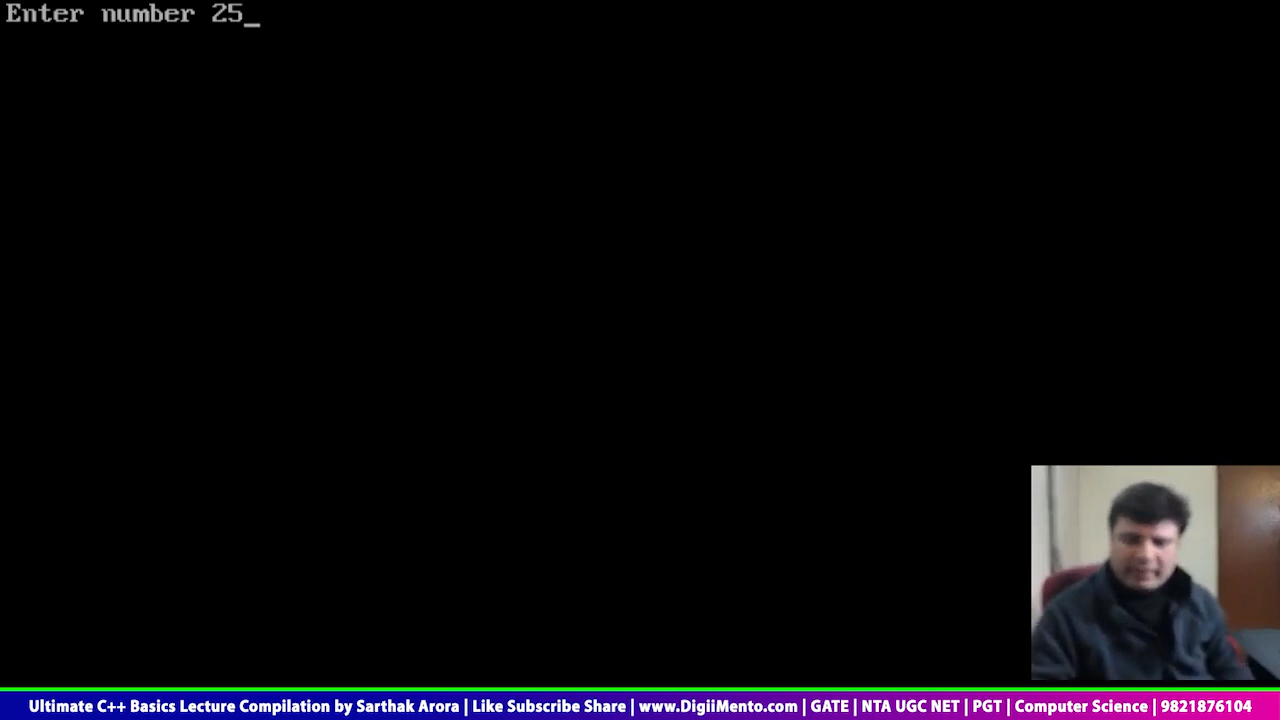 Enter number 25_
Ultimate C++ Basics Lecture Compilation by Sarthak Arora | Like Subscribe Share | www.DigiiMento.com | GATE | NTA UGC NET | PGT | Computer Science | 9821876104